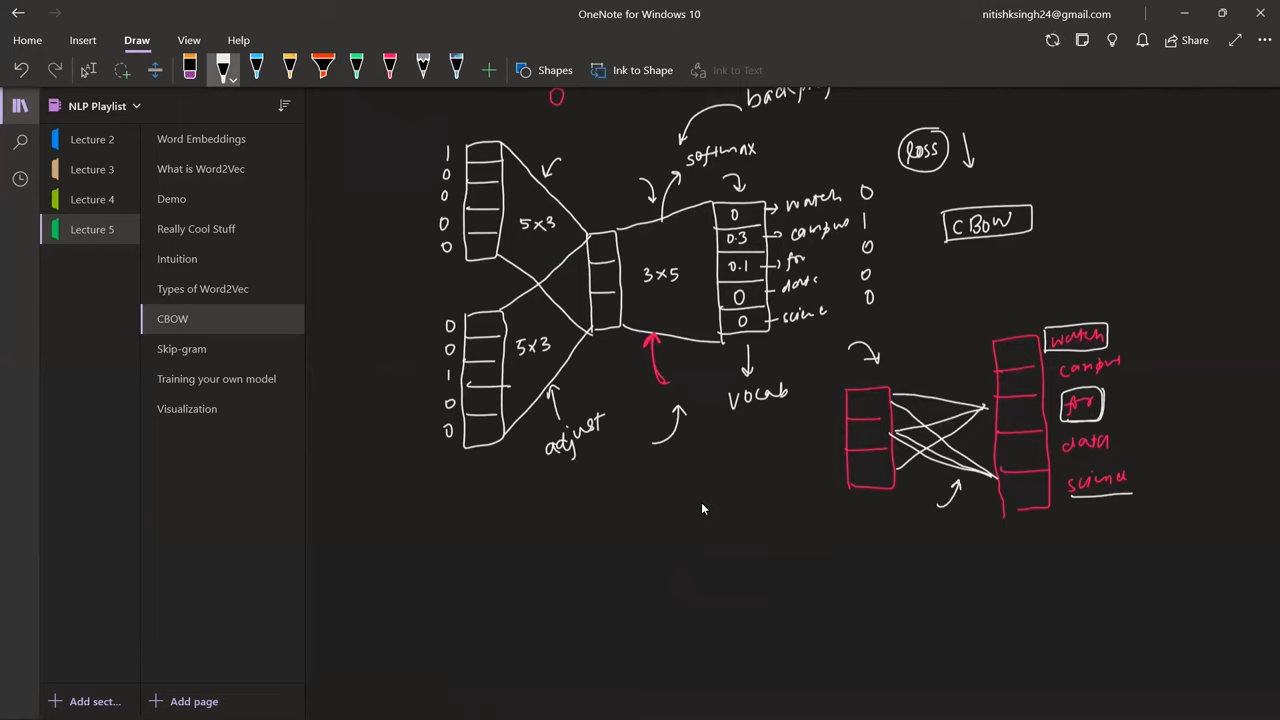 OneNote for Windows 10
nitishksingh24@gmail.com
Home
Insert
Draw
View
Help
Share
Shapes
Ink to Shape
Ink to Text
NLP Playlist
Lecture 2
Lecture 3
Lecture 4
Lecture 5
Word Embeddings
What is Word2Vec
Demo
Really Cool Stuff
Intuition
Types of Word2Vec
CBOW
Skip-gram
Training your own model
Visualization
Add sect...
Add page
0
softmax
loss
CBOW
1
0
0
0
0
5x3
0
0
1
0
0
5x3
adjust
3x5
0 watch 0
0.3 campus 1
0.1 for 0
0 data 0
0 science 0
vocab
watch
campus
for
data
science